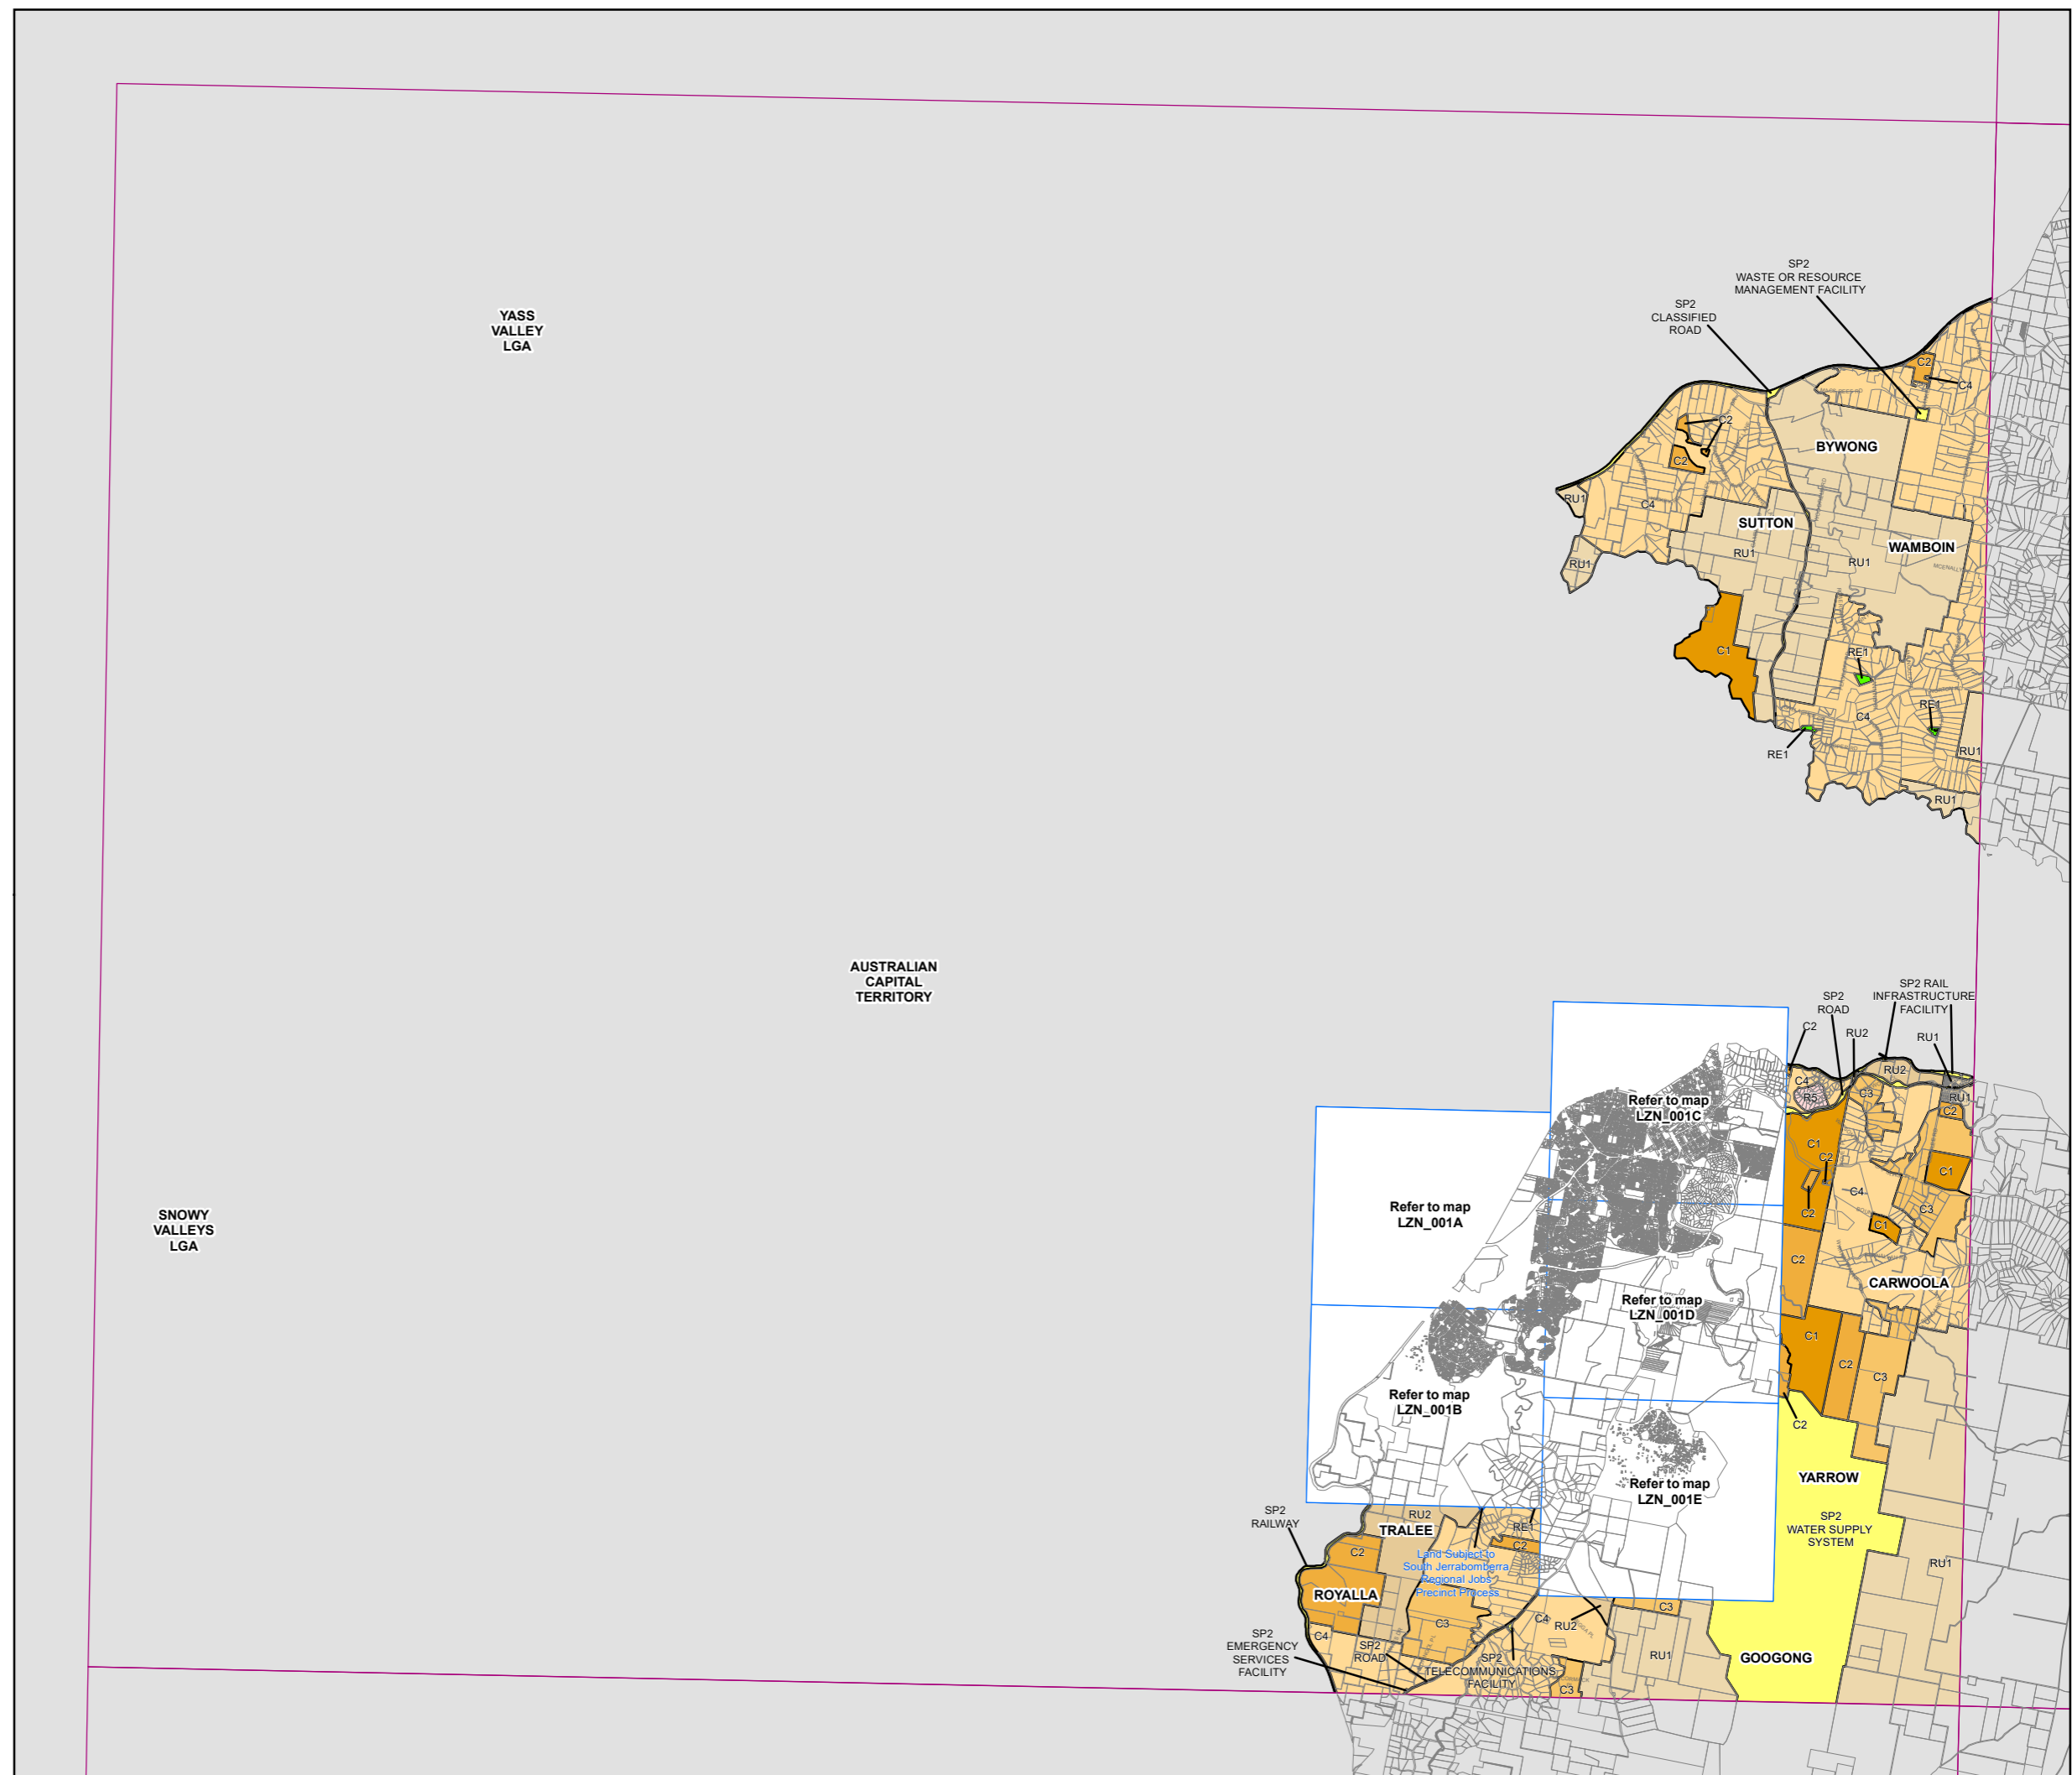 SP2
WASTE OR RESOURCE
MANAGEMENT FACILITY
SP2
CLASSIFIED
ROAD
YASS
VALLEY
LGA
C2
C4
C2
C2
BYWONG
RU1
C4
SUTTON
RU1
WAMBOIN
RU1
RU1
C1
RE1
RE1
C4
RE1
RU1
RU1
AUSTRALIAN
CAPITAL
TERRITORY
SP2
ROAD
SP2 RAIL
INFRASTRUCTURE
FACILITY
C2
RU2
RU1
RU2
C4
R5
C3
RU1
C2
Refer to map
LZN_001C
C1
C2
C1
C4
C2
C3
C1
Refer to map
LZN_001A
SNOWY
VALLEYS
LGA
C2
CARWOOLA
Refer to map
LZN_001D
C1
C2
C3
Refer to map
LZN_001B
C2
YARROW
Refer to map
LZN_001E
SP2
WATER SUPPLY
SYSTEM
SP2
RAILWAY
RU2
TRALEE
RE1
C2
C2
Land Subject to
South Jerrabomberra
Regional Jobs
Precinct Process
RU1
ROYALLA
C3
C3
C4
RU2
C4
SP2
EMERGENCY
SERVICES
FACILITY
SP2
ROAD
SP2
TELECOMMUNICATIONS
FACILITY
RU1
GOOGONG
C3